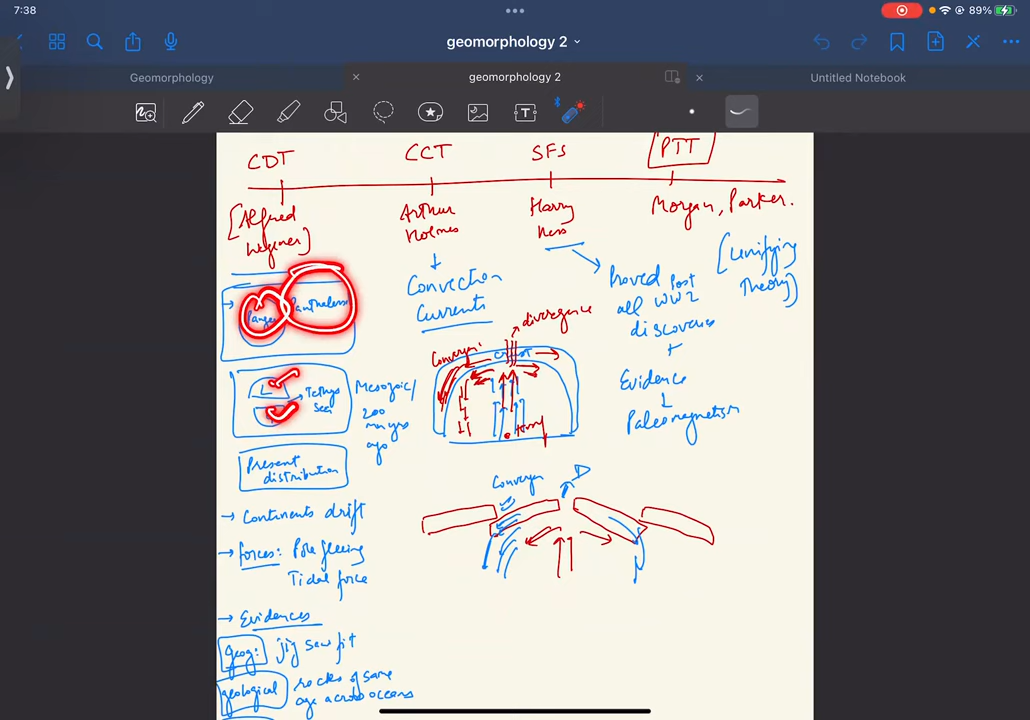 7:38
89%
geomorphology 2
Geomorphology
geomorphology 2
Untitled Notebook
CDT
CCT
SFS
PTT
[Alfred Wegener]
Arthur Holmes
Harry Hess
Morgan, Parker.
[Unifying Theory]
Convection Currents
Proved Post
all WW2
discoveries
+
Evidence
Paleomagnetism
→ Pangea
Panthalassa
L
Tethys Sea
Mesozoic/
200
ago
Present distribution
divergence
Converge
→ Continents drift
→ forces: Pole fleeing
Tidal force
Converge
D
→ Evidences
geog: jig saw fit
geological rocks of same
age across oceans